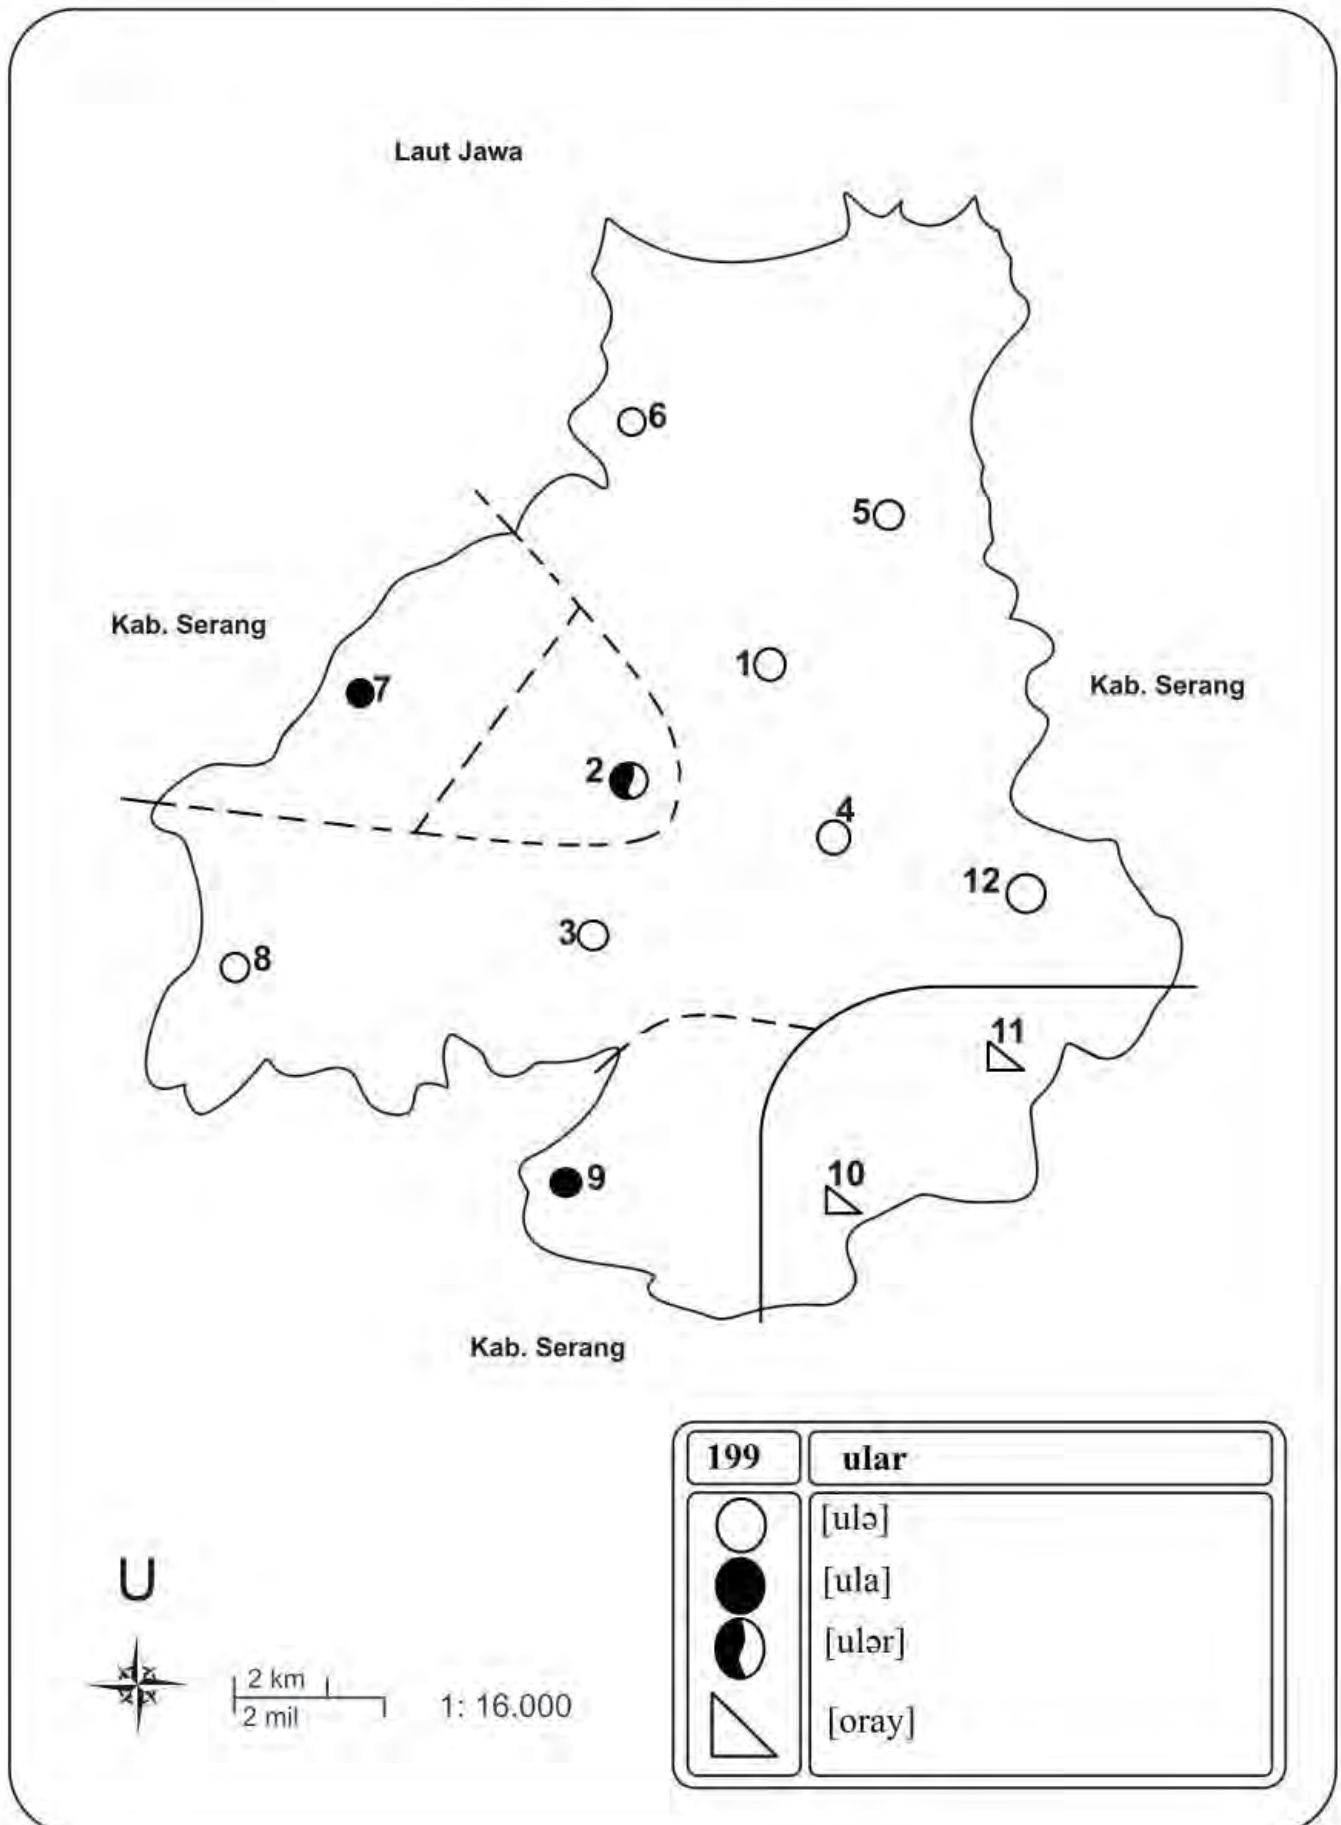 Laut Jawa
6
5
Kab. Serang
1
7
Kab. Serang
2
4
12
3
8
11
10
9
Kab. Serang
199 ular
[ulə]
[ula]
[ulər]
[oray]
U
2 km
2 mil
1: 16.000